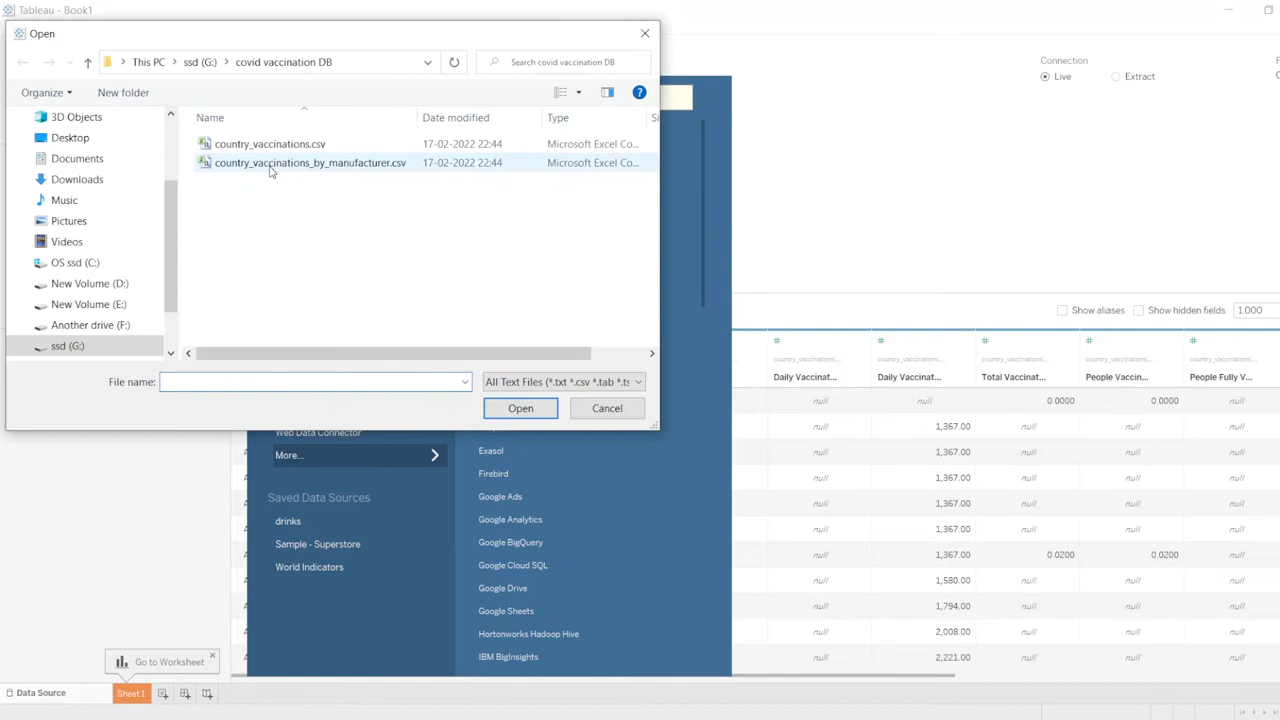 Tableau - Book1
Open
This PC ssd (G:) covid vaccination DB
Search covid vaccination DB
Connection
Live Extract
Organize New folder
Name Date modified Type
3D Objects
Desktop
Documents
Downloads
Music
Pictures
Videos
OS ssd (C:)
New Volume (D:)
New Volume (E:)
Another drive (F:)
ssd (G:)
country_vaccinations.csv 17-02-2022 22:44 Microsoft Excel Co...
country_vaccinations_by_manufacturer.csv 17-02-2022 22:44 Microsoft Excel Co...
File name: All Text Files (*.txt *.csv *.tab *.ts
Open Cancel
Show aliases Show hidden fields 1,000
country_vaccinations... country_vaccinations... country_vaccinations... country_vaccinations... country_vaccinations...
Daily Vaccinat... Daily Vaccinat... Total Vaccinat... People Vaccin... People Fully V...
null null 0.0000 0.0000 null
null 1,367.00 null null null
null 1,367.00 null null null
null 1,367.00 null null null
null 1,367.00 null null null
null 1,367.00 null null null
null 1,367.00 0.0200 0.0200 null
null 1,580.00 null null null
null 1,794.00 null null null
null 2,008.00 null null null
null 2,221.00 null null null
Web Data Connector
More...
Saved Data Sources
drinks
Sample - Superstore
World Indicators
Exasol
Firebird
Google Ads
Google Analytics
Google BigQuery
Google Cloud SQL
Google Drive
Google Sheets
Hortonworks Hadoop Hive
IBM BigInsights
Go to Worksheet
Data Source Sheet 1